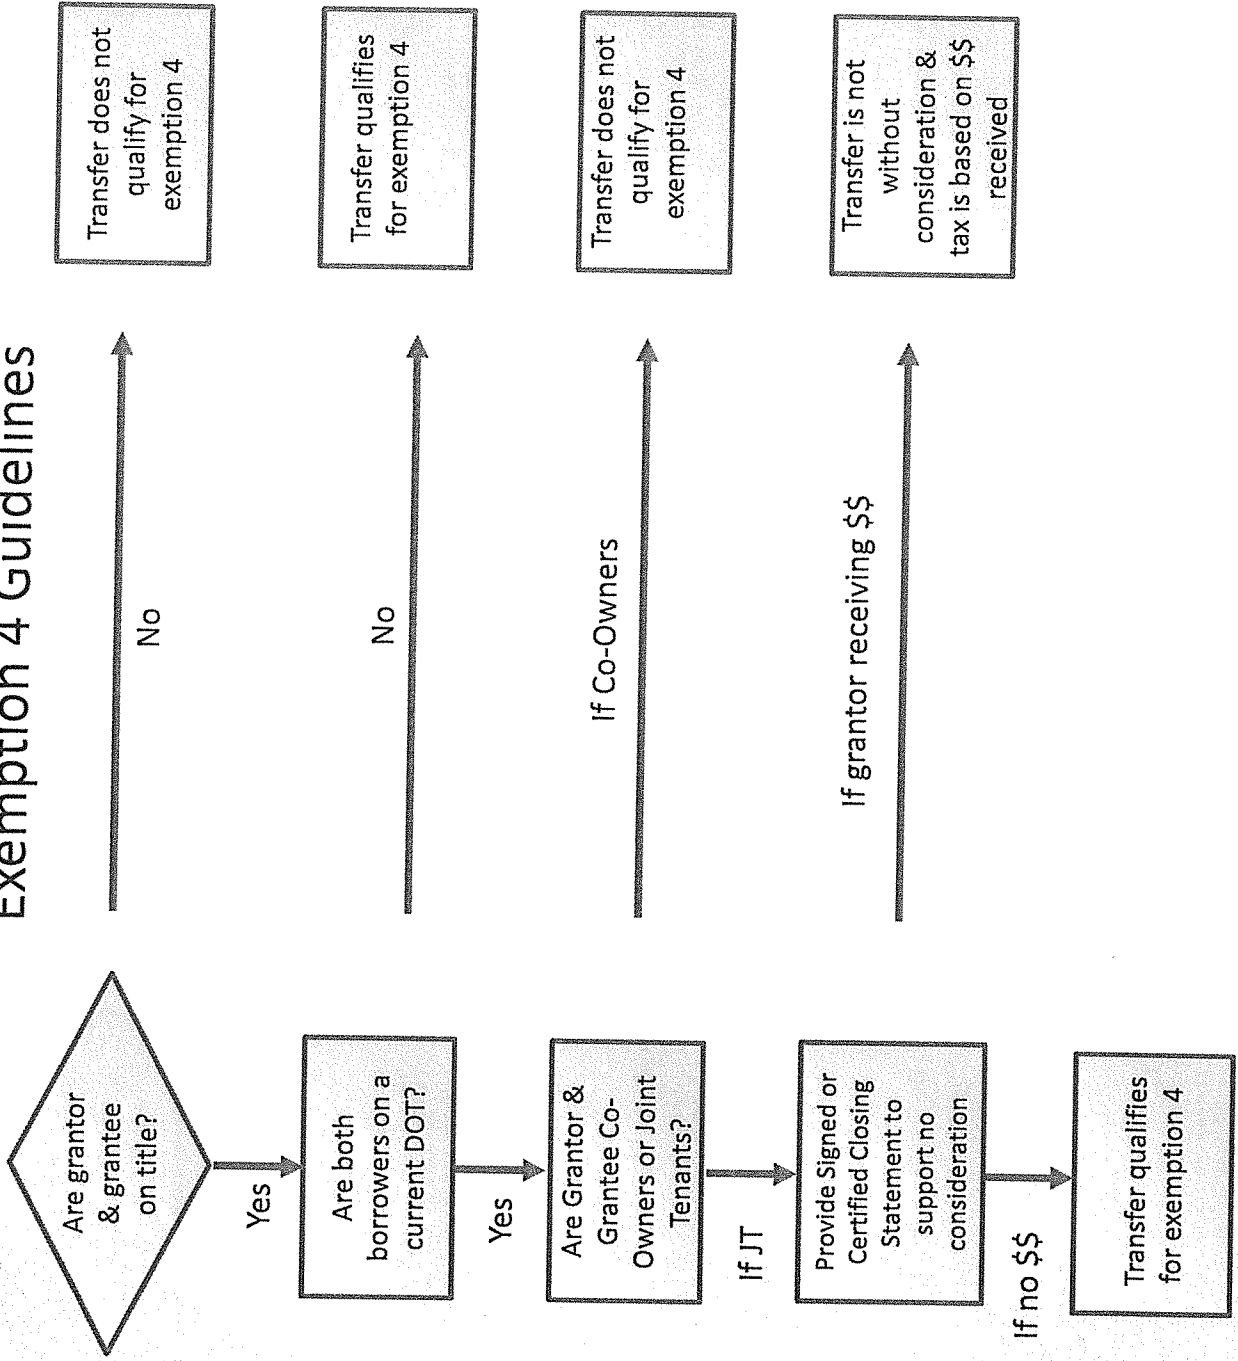 Exemption 4 Guidelines
Are grantor
& grantee
on title?
No
Transfer does not
qualify for
exemption 4
Yes
Are both
borrowers on a
current DOT?
No
Transfer qualifies
for exemption 4
Yes
Are Grantor &
Grantee Co-
Owners or Joint
Tenants?
If Co-Owners
Transfer does not
qualify for
exemption 4
If JT
Provide Signed or
Certified Closing
Statement to
support no
consideration
If grantor receiving $$
Transfer is not
without
consideration &
tax is based on $$
received
If no $$
Transfer qualifies
for exemption 4